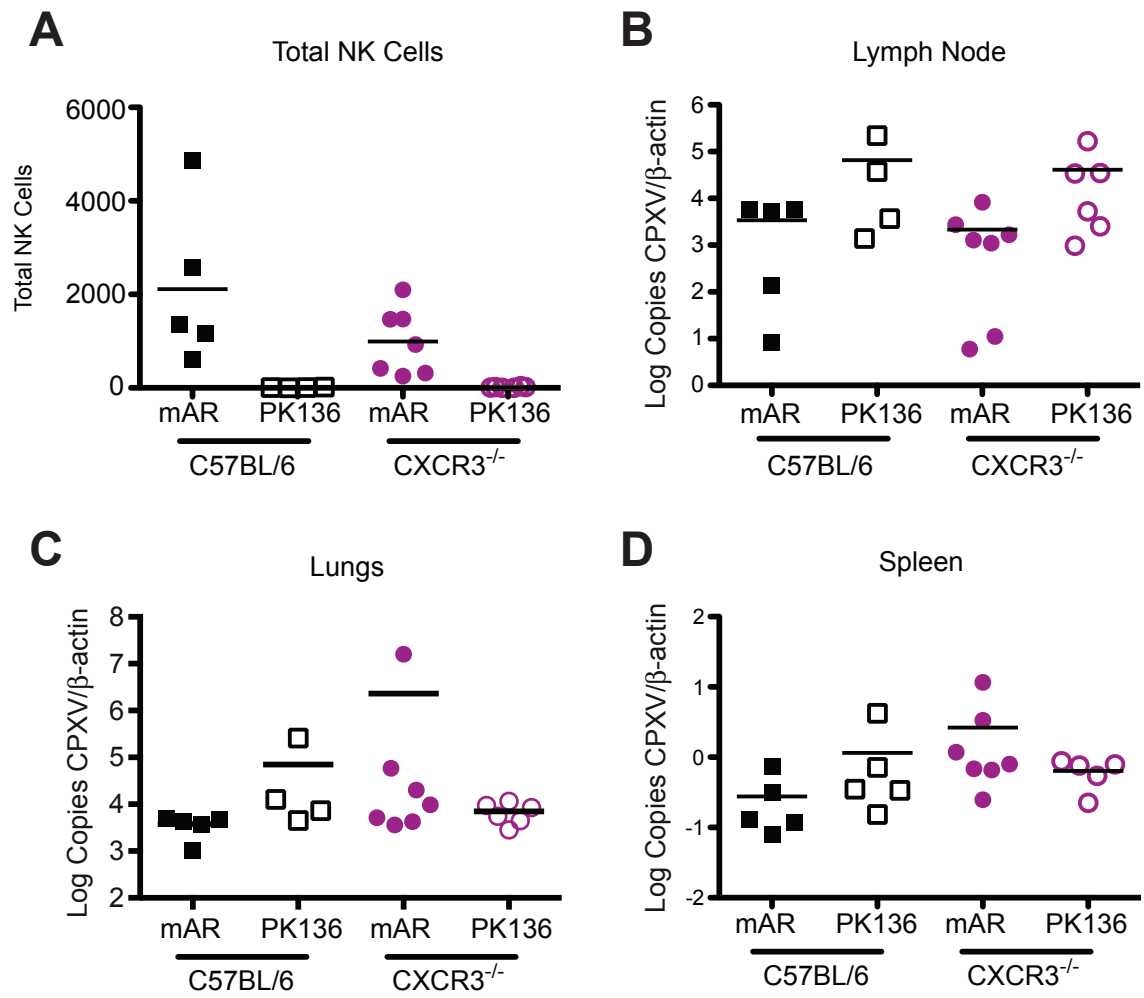 A
Total NK Cells
6000
4000
2000
0
Total NK Cells
mAR PK136 mAR PK136
C57BL/6 CXCR3-/-
B
Lymph Node
6
5
4
3
2
1
0
Log Copies CPXV/β-actin
mAR PK136 mAR PK136
C57BL/6 CXCR3-/-
C
Lungs
8
7
6
5
4
3
2
Log Copies CPXV/β-actin
mAR PK136 mAR PK136
C57BL/6 CXCR3-/-
D
Spleen
2
1
0
-1
-2
Log Copies CPXV/β-actin
mAR PK136 mAR PK136
C57BL/6 CXCR3-/-